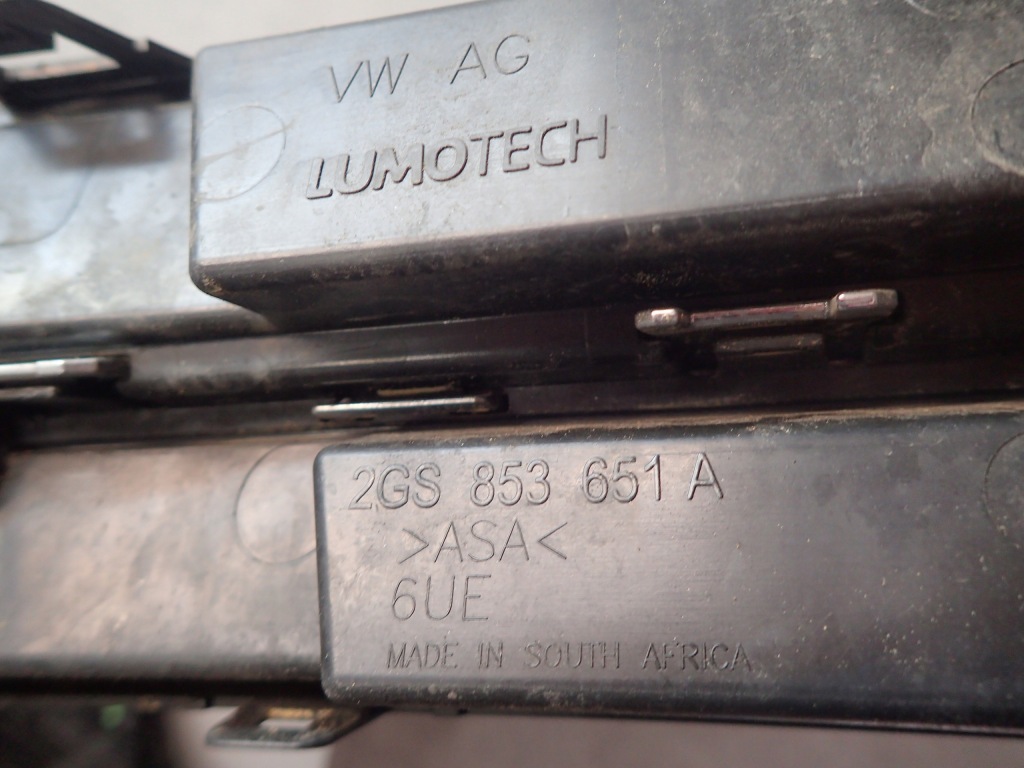 VW AG
LUMOTECH
2GS 853 651 A
>ASA<
6UE
MADE IN SOUTH AFRICA